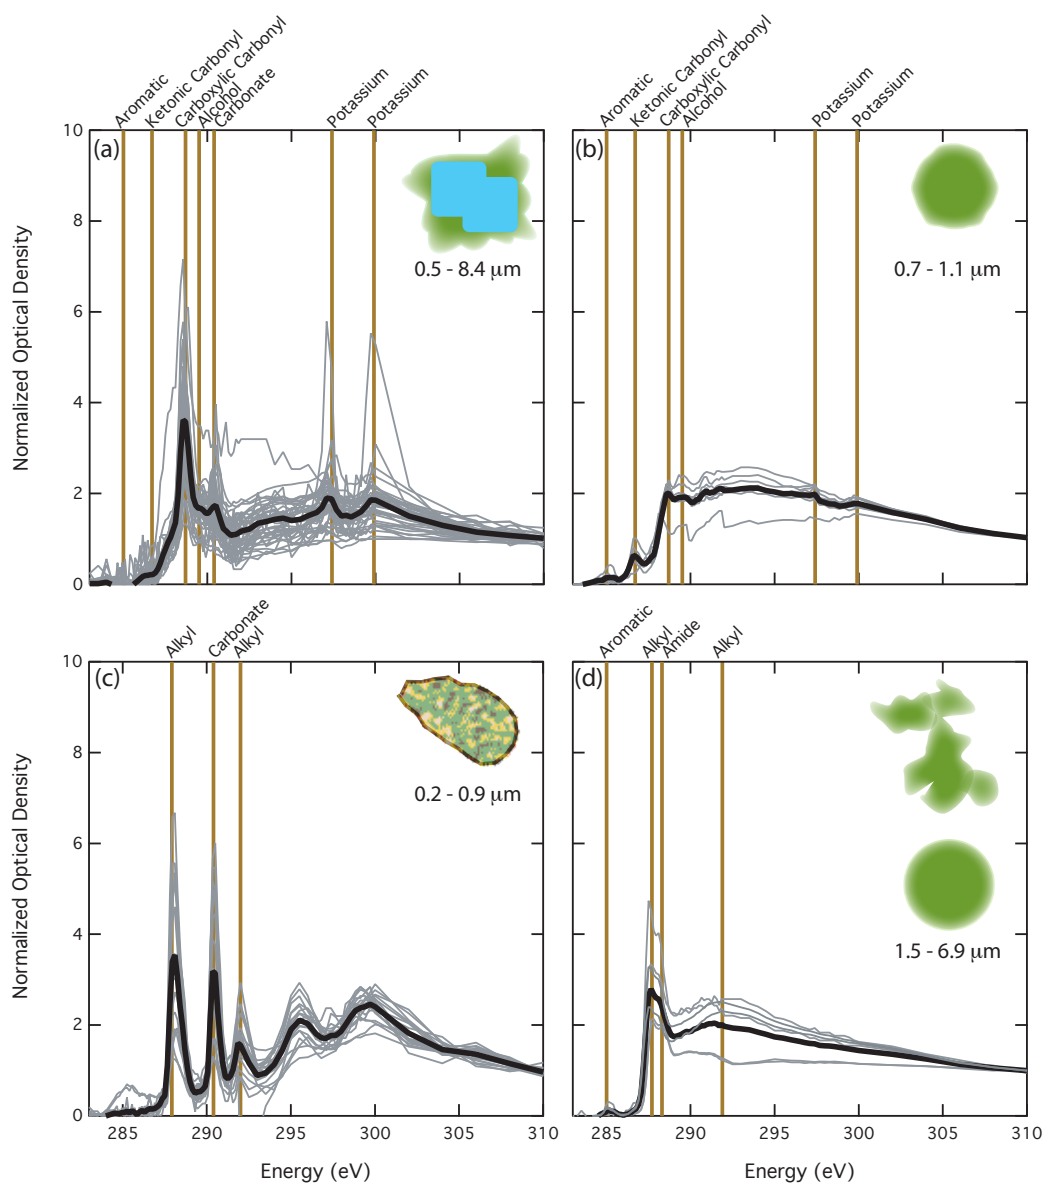 Aromatic
Ketonic Carbonyl
Carboxylic Carbonyl
Alcohol
Carbonate
Potassium
Potassium
Aromatic
Ketonic Carbonyl
Carboxylic Carbonyl
Alcohol
Potassium
Potassium
10
8
6
4
2
0
Normalized Optical Density
(a)
0.5 - 8.4 μm
(b)
0.7 - 1.1 μm
Alkyl
Carbonate
Alkyl
Aromatic
Alkyl
Amide
Alkyl
10
8
6
4
2
0
Normalized Optical Density
(c)
0.2 - 0.9 μm
(d)
1.5 - 6.9 μm
285 290 295 300 305 310
285 290 295 300 305 310
Energy (eV)
Energy (eV)